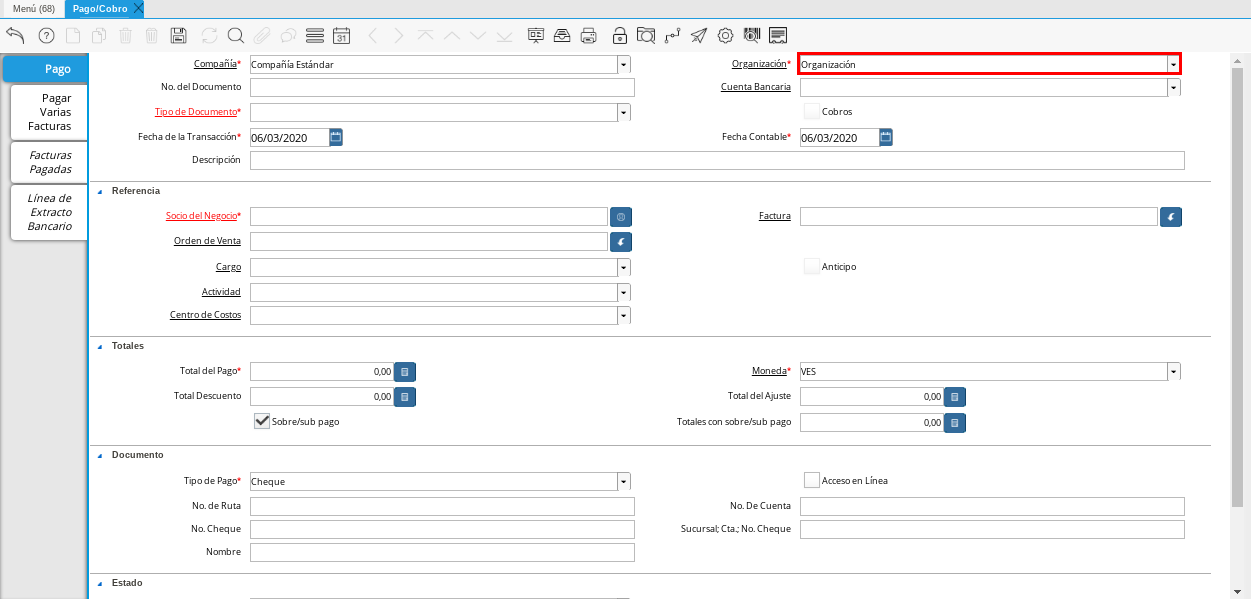 Menú (68)
Pago/Cobro
31
Pago
Pagar
Varias
Facturas
Facturas
Pagadas
Línea de
Extracto
Bancario
Compañía* Compañía Estándar Organización* Organización
No. del Documento Cuenta Bancaria
Tipo de Documento* Cobros
Fecha de la Transacción* 06/03/2020 Fecha Contable* 06/03/2020
Descripción
Referencia
Socio del Negocio* Factura
Orden de Venta
Cargo Anticipo
Actividad
Centro de Costos
Totales
Total del Pago* 0,00 Moneda* VES
Total Descuento 0,00 Total del Ajuste 0,00
Sobre/sub pago Totales con sobre/sub pago 0,00
Documento
Tipo de Pago* Cheque Acceso en Línea
No. de Ruta No. De Cuenta
No. Cheque Sucursal; Cta.; No. Cheque
Nombre
Estado